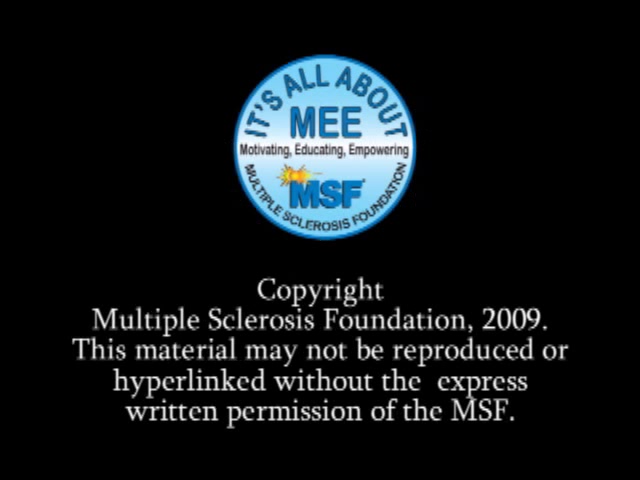 IT'S ALL ABOUT
MEE
Motivating, Educating, Empowering
MSF
MULTIPLE SCLEROSIS FOUNDATION
Copyright
Multiple Sclerosis Foundation, 2009.
This material may not be reproduced or
hyperlinked without the  express
written permission of the MSF.